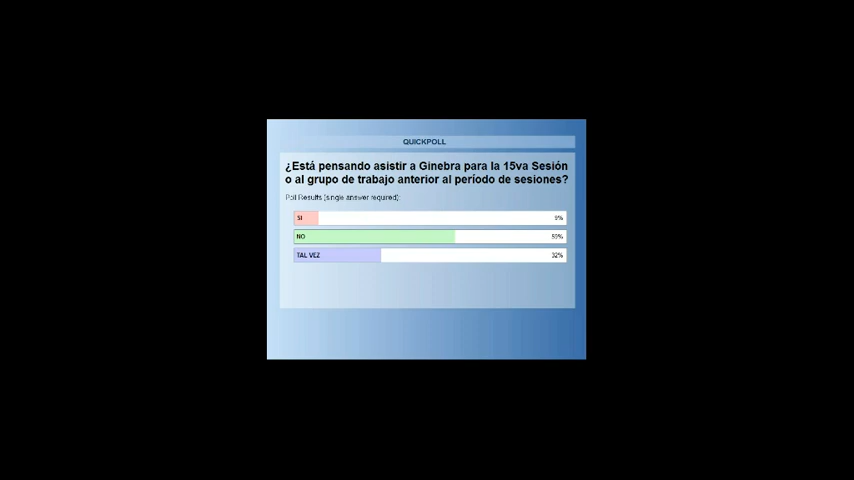 QUICKPOLL
¿Está pensando asistir a Ginebra para la 15va Sesión
o al grupo de trabajo anterior al período de sesiones?
Poll Results (single answer required):
SI 9%
NO 59%
TAL VEZ 32%